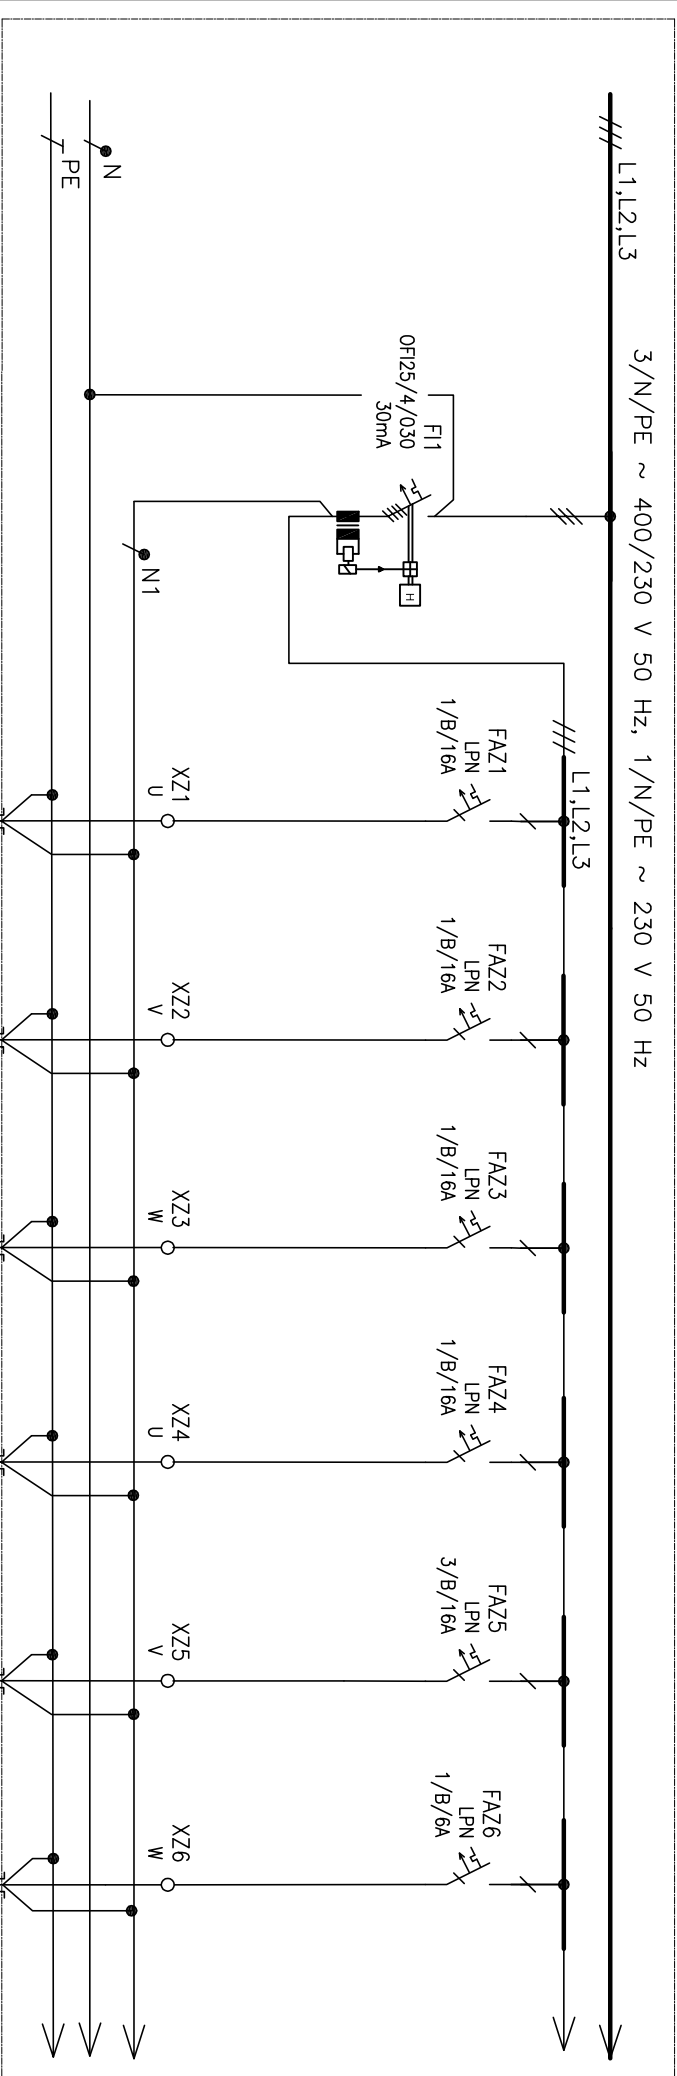 3/N/PE ~ 400/230 V 50 Hz, 1/N/PE ~ 230 V 50 Hz
L1,L2,L3
L1,L2,L3
FI1
OFI25/4/030
30mA
H
FAZ1
LPN
1/B/16A
FAZ2
LPN
1/B/16A
FAZ3
LPN
1/B/16A
FAZ4
LPN
1/B/16A
FAZ5
LPN
3/B/16A
FAZ6
LPN
1/B/6A
XZ1
U
XZ2
V
XZ3
W
XZ4
U
XZ5
V
XZ6
W
N1
N
PE